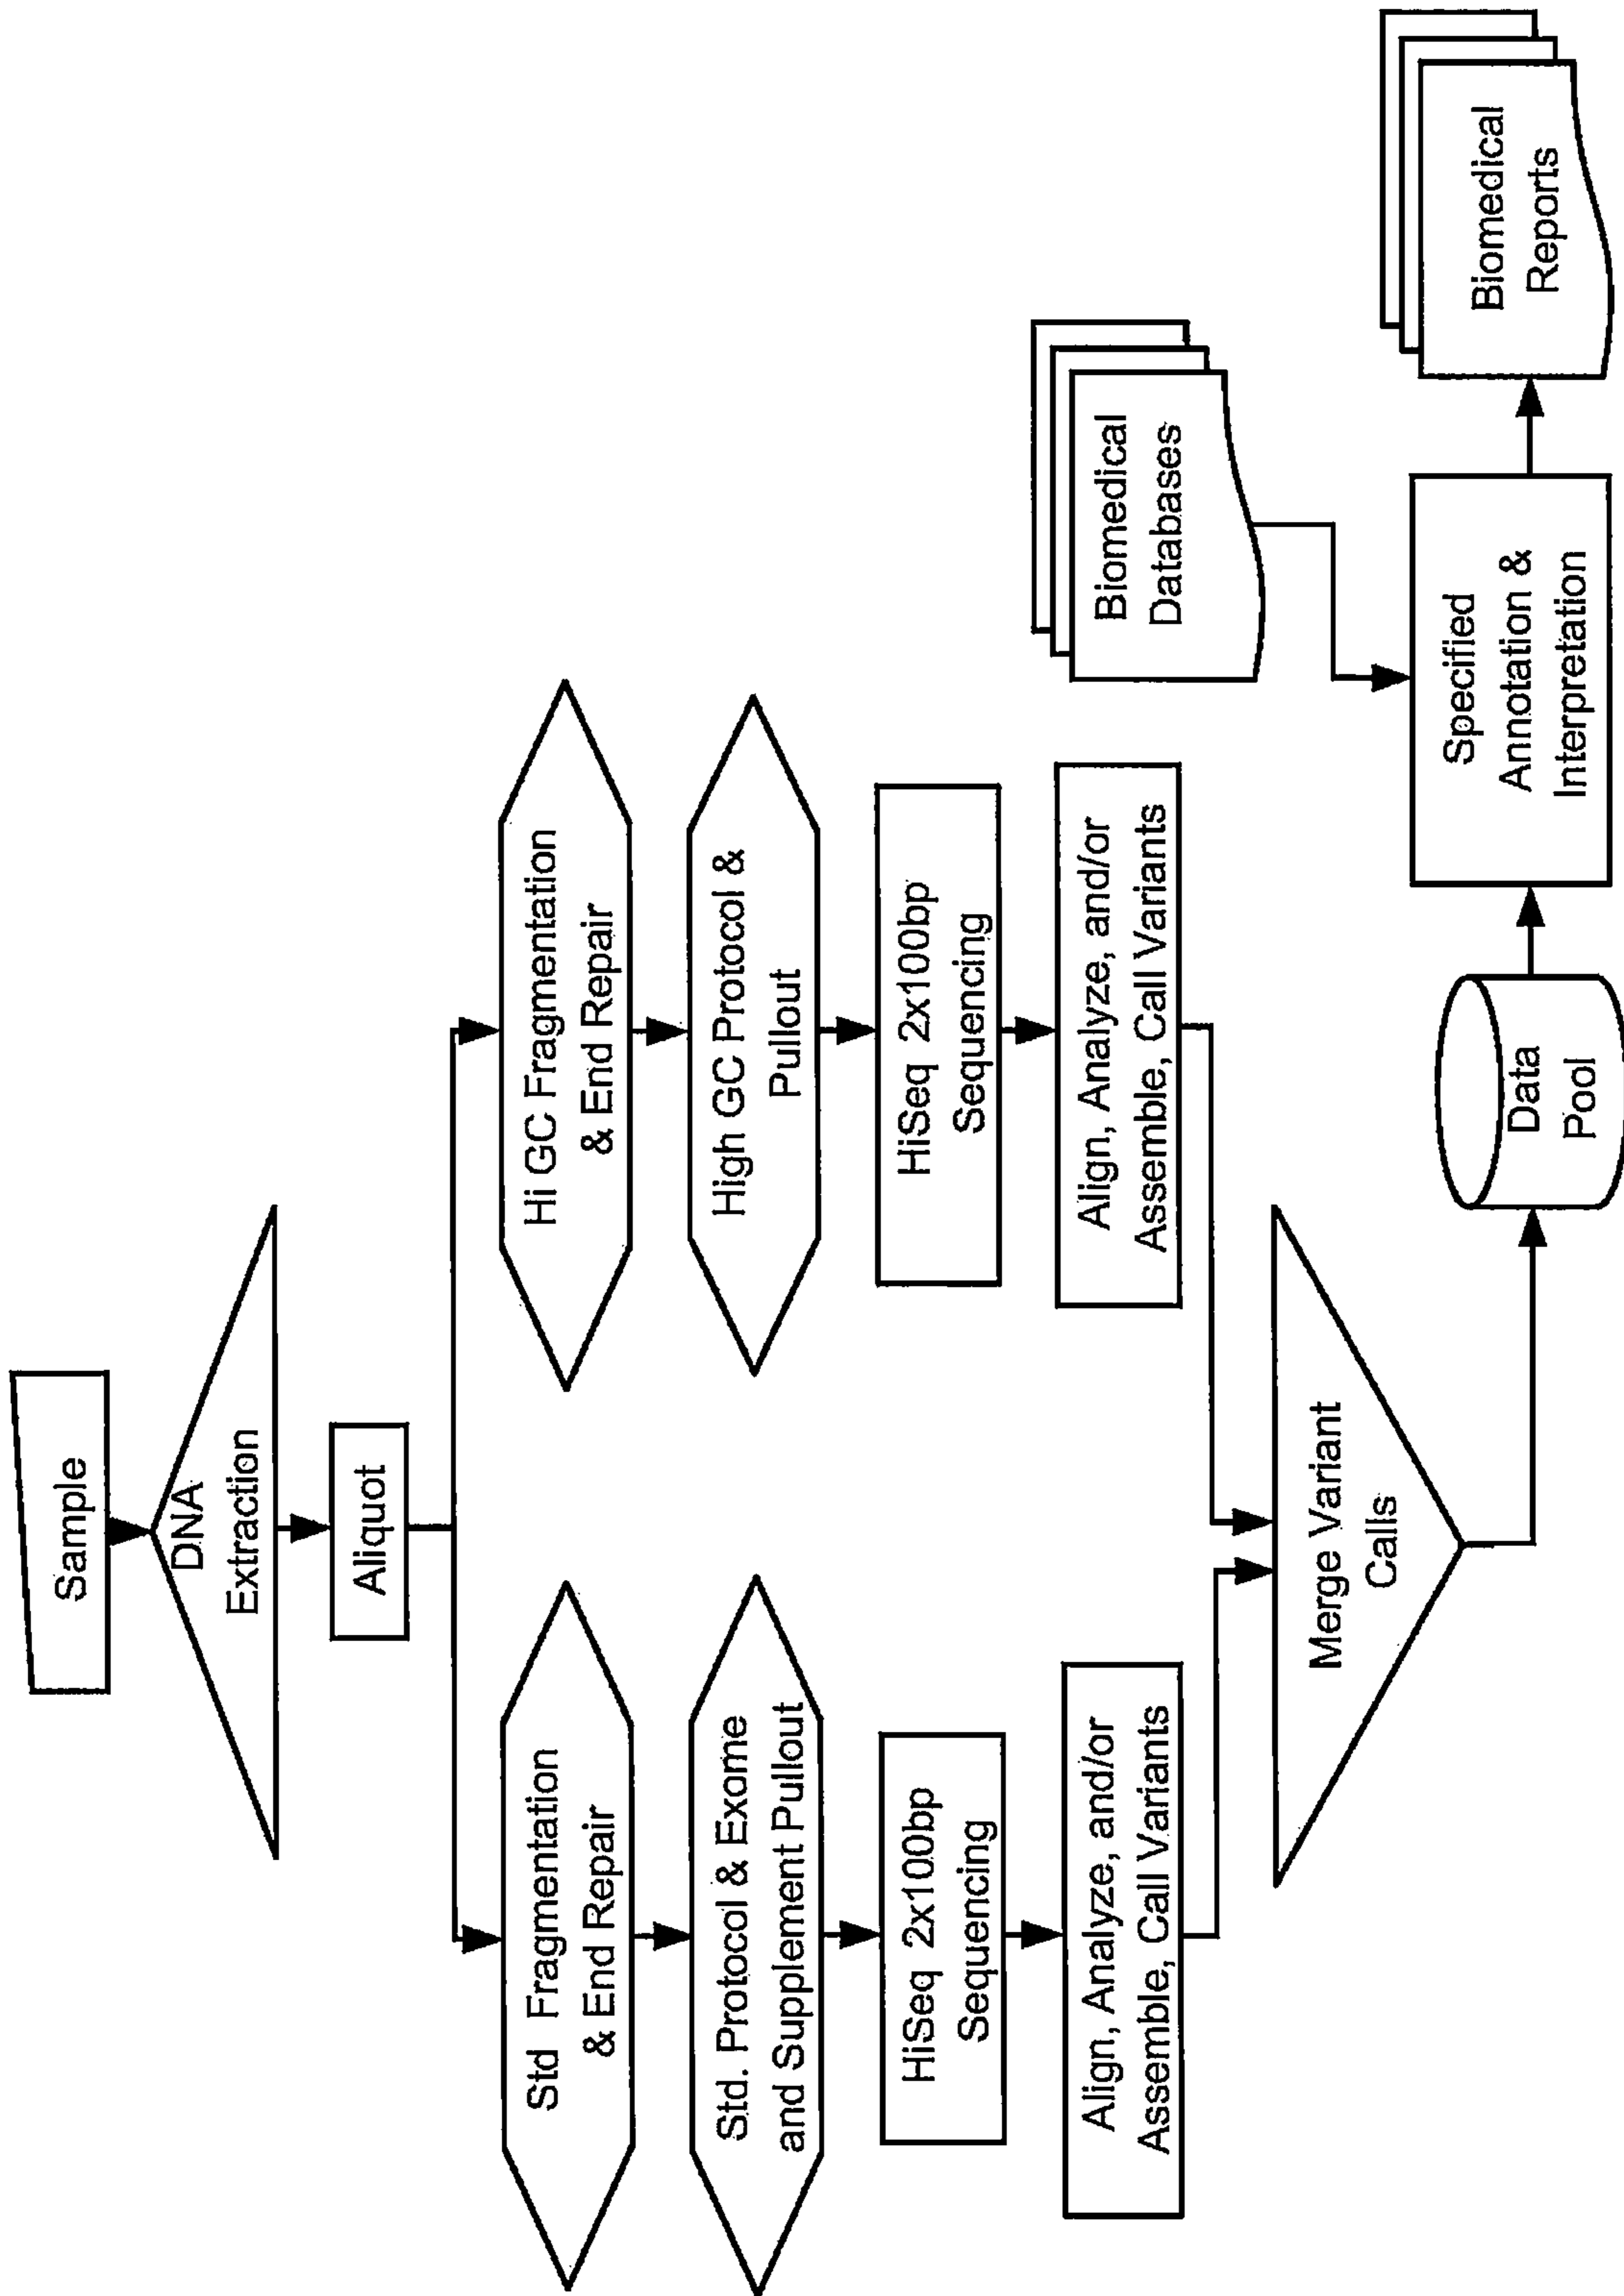 Sample
DNA
Extraction
Aliquot
Std  Fragmentation
& End Repair
Hi GC Fragmentation
& End Repair
Std. Protocol & Exome
and Supplement Pullout
High GC Protocol &
Pullout
HiSeq 2x100bp
Sequencing
HiSeq 2x100bp
Sequencing
Align, Analyze, and/or
Assemble, Call Variants
Align, Analyze, and/or
Assemble, Call Variants
Merge Variant
Calls
Biomedical
Databases
Data
Pool
Specified
Annotation &
Interpretation
Biomedical
Reports